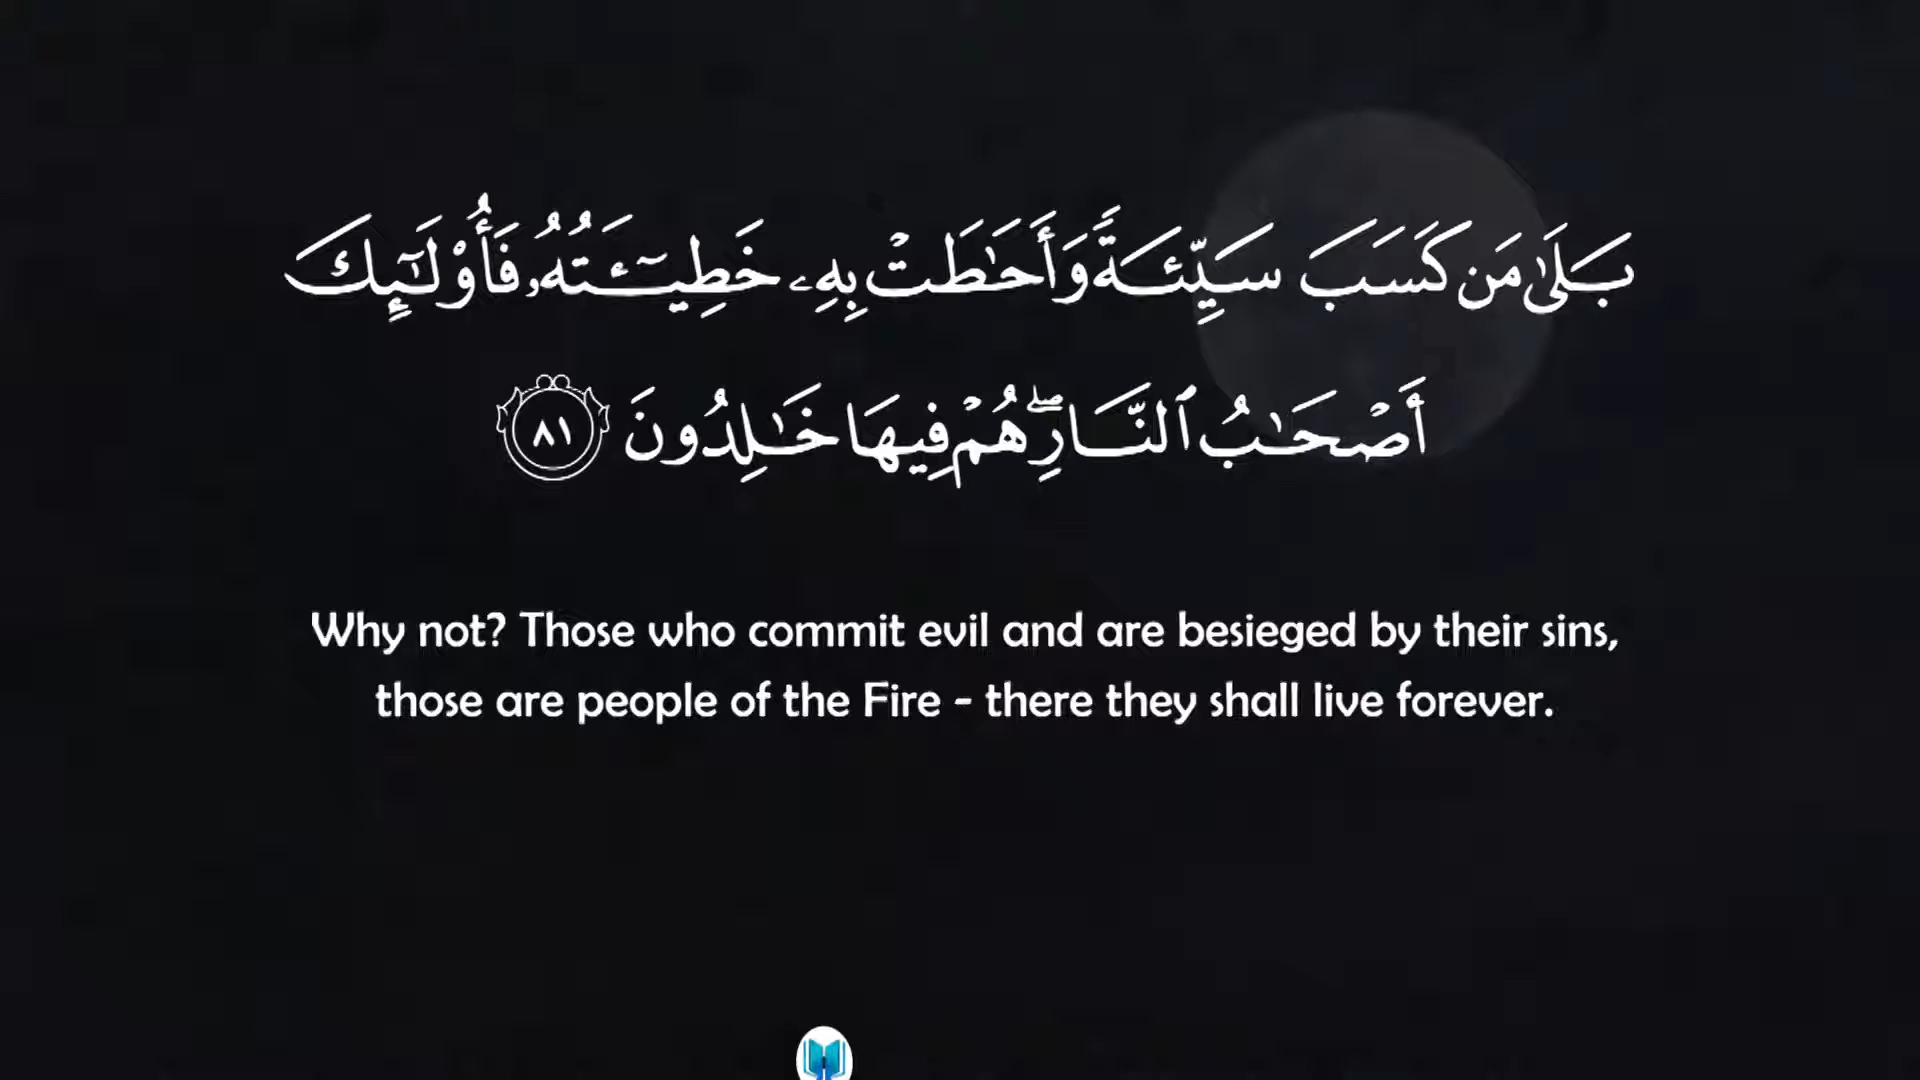 بَلَىٰ مَن كَسَبَ سَيِّئَةً وَأَحَـٰطَتْ بِهِۦ خَطِيـٓـَٔتُهُۥ فَأُو۟لَـٰٓئِكَ
أَصْحَـٰبُ ٱلنَّارِ ۖ هُمْ فِيهَا خَـٰلِدُونَ ٨١
Why not? Those who commit evil and are besieged by their sins,
those are people of the Fire - there they shall live forever.